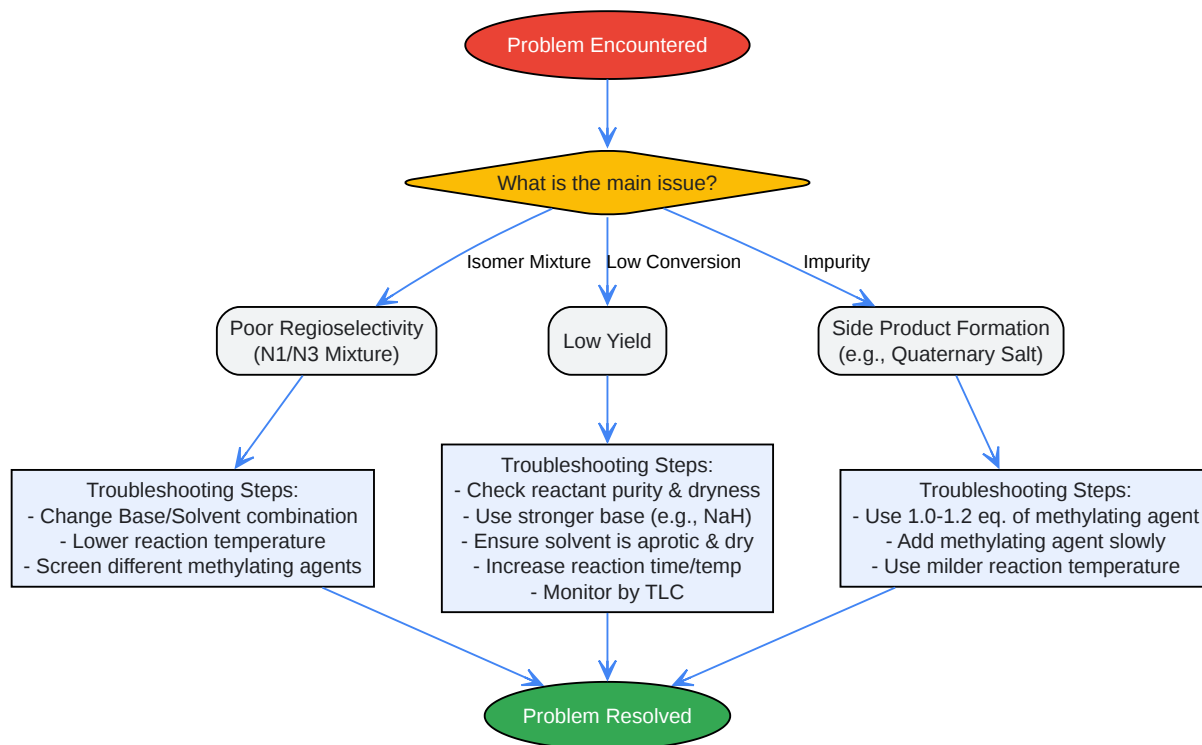 Problem Encountered
What is the main issue?
Isomer Mixture
Low Conversion
Impurity
Poor Regioselectivity
(N1/N3 Mixture)
Low Yield
Side Product Formation
(e.g., Quaternary Salt)
Troubleshooting Steps:
- Change Base/Solvent combination
- Lower reaction temperature
- Screen different methylating agents
Troubleshooting Steps:
- Check reactant purity & dryness
- Use stronger base (e.g., NaH)
- Ensure solvent is aprotic & dry
- Increase reaction time/temp
- Monitor by TLC
Troubleshooting Steps:
- Use 1.0-1.2 eq. of methylating agent
- Add methylating agent slowly
- Use milder reaction temperature
Problem Resolved